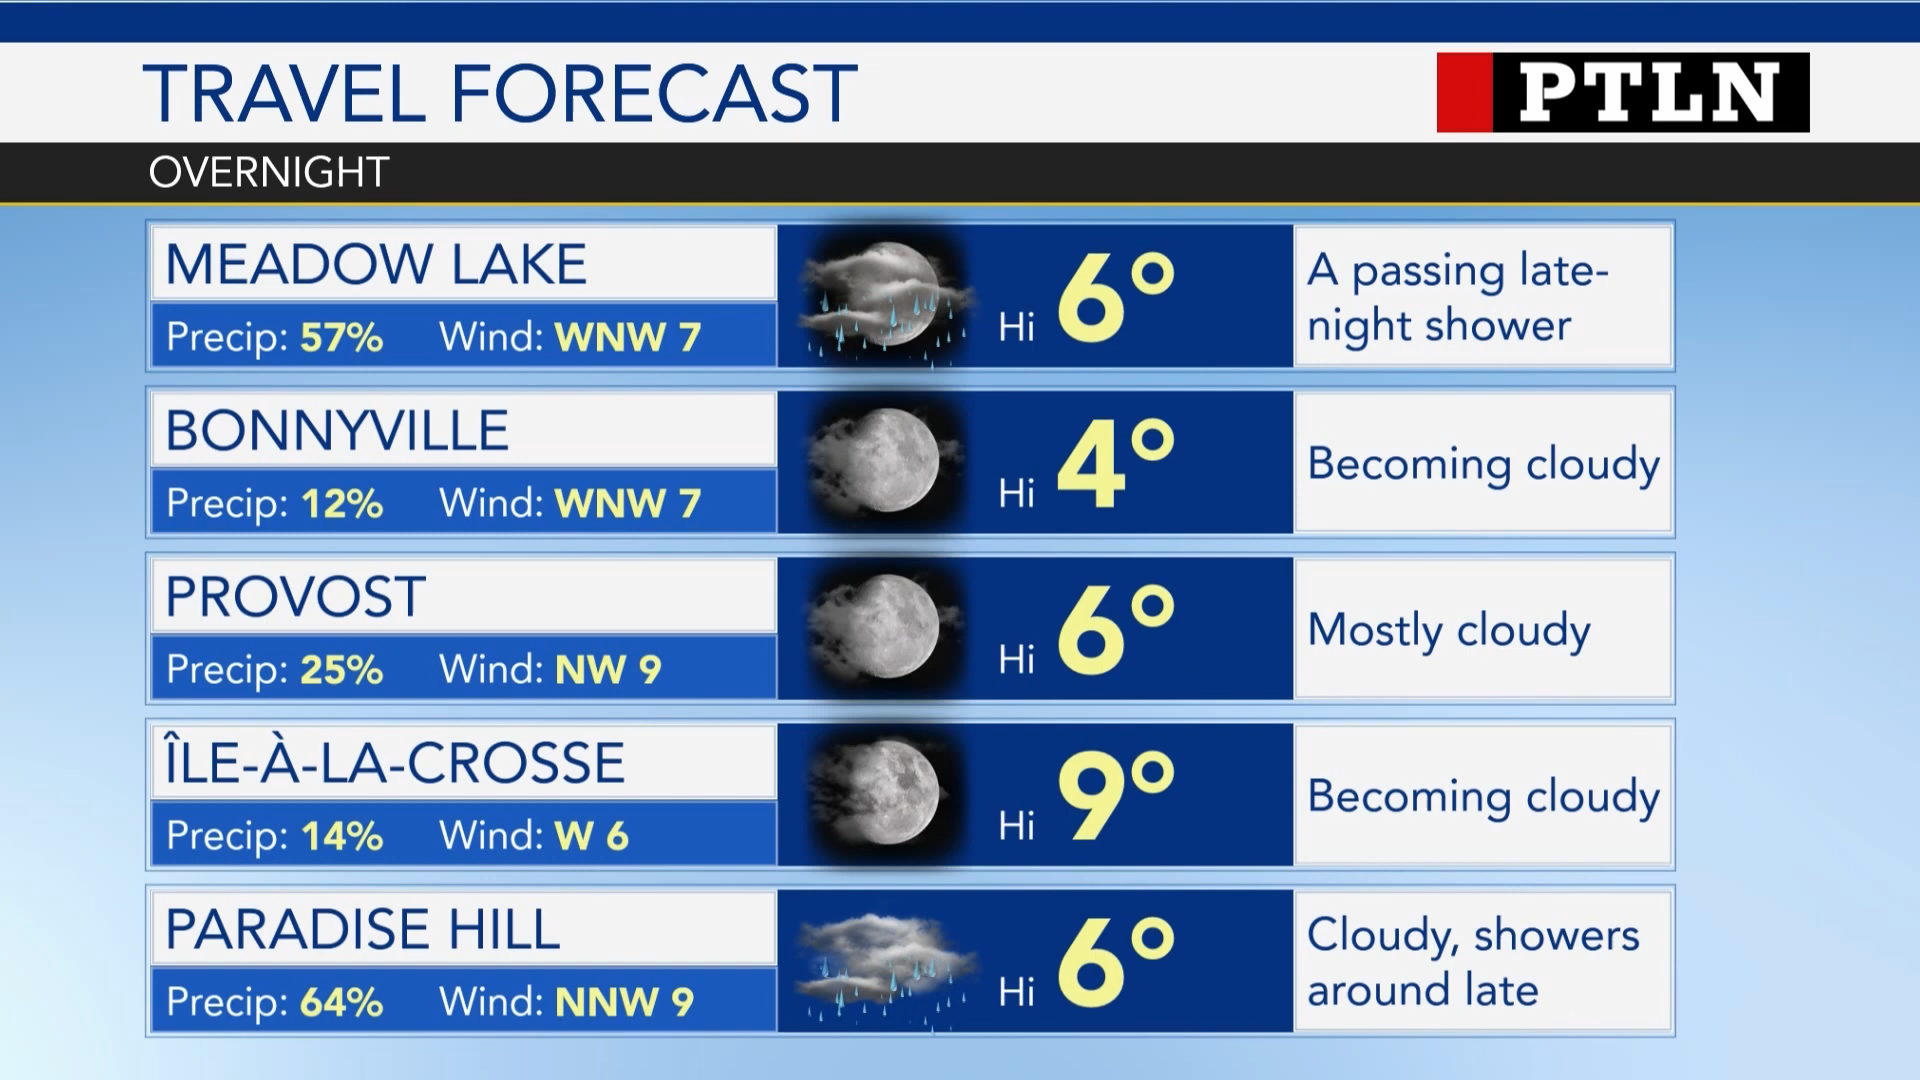 TRAVEL FORECAST
PTLN
OVERNIGHT
MEADOW LAKE
Precip: 57% Wind: WNW 7
Hi 6°
A passing late-
night shower
BONNYVILLE
Precip: 12% Wind: WNW 7
Hi 4°
Becoming cloudy
PROVOST
Precip: 25% Wind: NW 9
Hi 6°
Mostly cloudy
ÎLE-À-LA-CROSSE
Precip: 14% Wind: W 6
Hi 9°
Becoming cloudy
PARADISE HILL
Precip: 64% Wind: NNW 9
Hi 6°
Cloudy, showers
around late